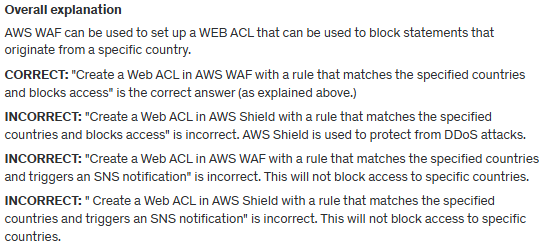 Overall explanation
AWS WAF can be used to set up a WEB ACL that can be used to block statements that
originate from a specific country.
CORRECT: "Create a Web ACL in AWS WAF with a rule that matches the specified countries
and blocks access" is the correct answer (as explained above.)
INCORRECT: "Create a Web ACL in AWS Shield with a rule that matches the specified
countries and blocks access" is incorrect. AWS Shield is used to protect from DDoS attacks.
INCORRECT: "Create a Web ACL in AWS WAF with a rule that matches the specified countries
and triggers an SNS notification" is incorrect. This will not block access to specific countries.
INCORRECT: " Create a Web ACL in AWS Shield with a rule that matches the specified
countries and triggers an SNS notification" is incorrect. This will not block access to specific
countries.